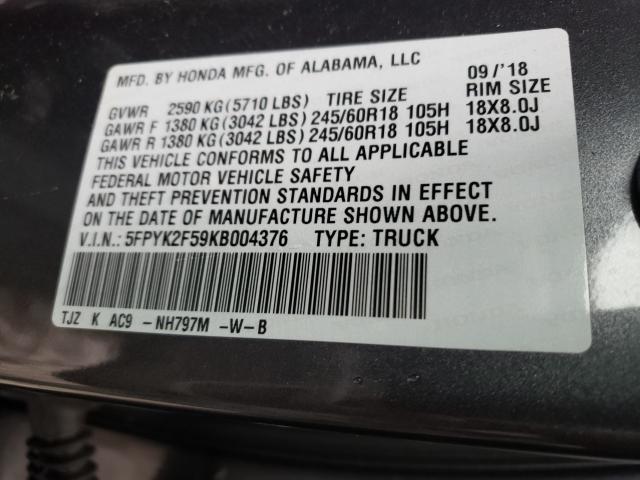 MFD. BY HONDA MFG. OF ALABAMA, LLC 09/'18
GVWR 2590 KG (5710 LBS) TIRE SIZE RIM SIZE
GAWR F 1380 KG (3042 LBS) 245/60R18 105H 18X8.0J
GAWR R 1380 KG (3042 LBS) 245/60R18 105H 18X8.0J
THIS VEHICLE CONFORMS TO ALL APPLICABLE
FEDERAL MOTOR VEHICLE SAFETY
AND THEFT PREVENTION STANDARDS IN EFFECT
ON THE DATE OF MANUFACTURE SHOWN ABOVE.
V.I.N.: 5FPYK2F59KB004376 TYPE: TRUCK
TJZ K AC9 -NH797M -W-B